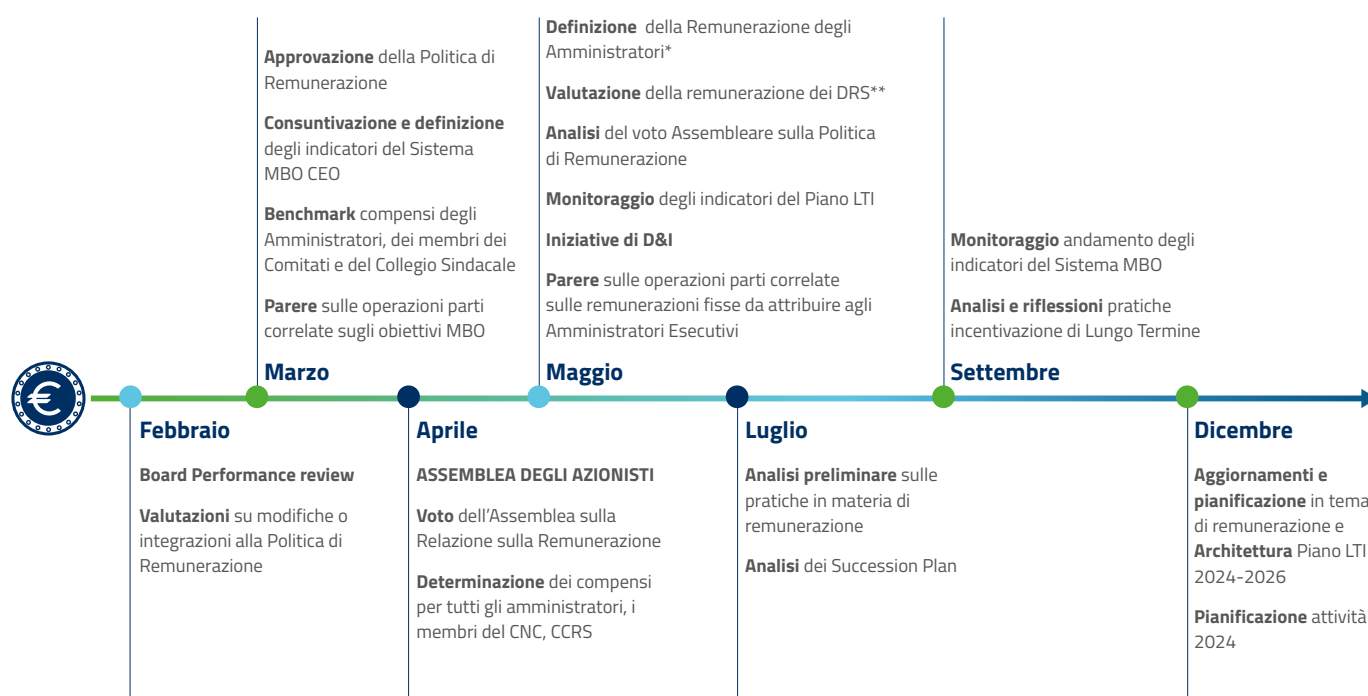 Approvazione della Politica di
Remunerazione
Consuntivazione e definizione
degli indicatori del Sistema
MBO CEO
Benchmark compensi degli
Amministratori, dei membri dei
Comitati e del Collegio Sindacale
Parere sulle operazioni parti
correlate sugli obiettivi MBO
Marzo
Definizione della Remunerazione degli
Amministratori*
Valutazione della remunerazione dei DRS**
Analisi del voto Assembleare sulla Politica
di Remunerazione
Monitoraggio degli indicatori del Piano LTI
Iniziative di D&I
Parere sulle operazioni parti correlate
sulle remunerazioni fisse da attribuire agli
Amministratori Esecutivi
Maggio
Monitoraggio andamento degli
indicatori del Sistema MBO
Analisi e riflessioni pratiche
incentivazione di Lungo Termine
Settembre
€
Febbraio
Board Performance review
Valutazioni su modifiche o
integrazioni alla Politica di
Remunerazione
Aprile
ASSEMBLEA DEGLI AZIONISTI
Voto dell'Assemblea sulla
Relazione sulla Remunerazione
Determinazione dei compensi
per tutti gli amministratori, i
membri del CNC, CCRS
Luglio
Analisi preliminare sulle
pratiche in materia di
remunerazione
Analisi dei Succession Plan
Dicembre
Aggiornamenti e
pianificazione in tema
di remunerazione e
Architettura Piano LTI
2024-2026
Pianificazione attività
2024